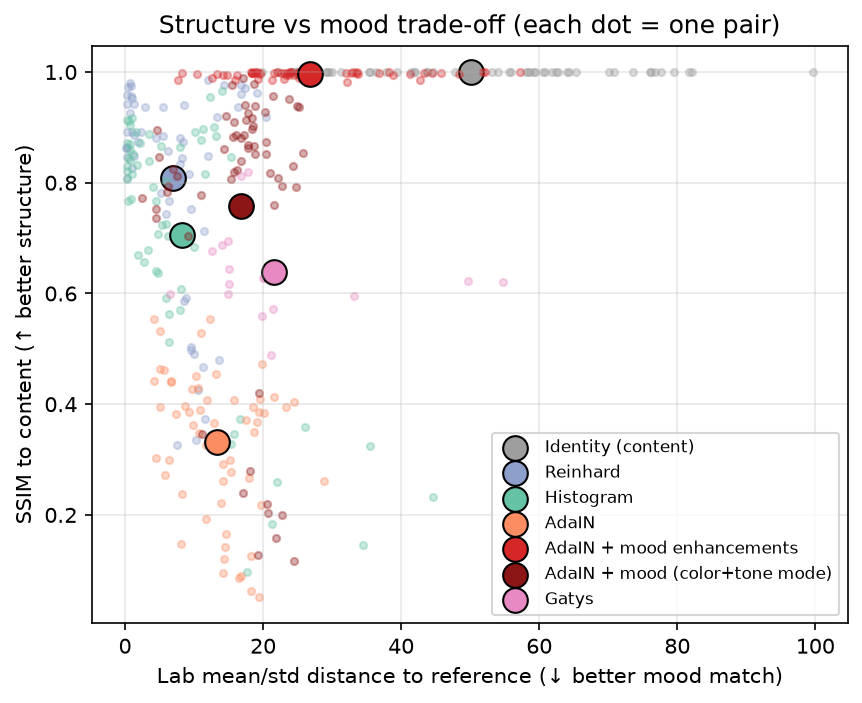 Structure vs mood trade-off (each dot = one pair)
SSIM to content (↑ better structure)
1.0
0.8
0.6
0.4
0.2
Identity (content)
Reinhard
Histogram
AdaIN
AdaIN + mood enhancements
AdaIN + mood (color+tone mode)
Gatys
0 20 40 60 80 100
Lab mean/std distance to reference (↓ better mood match)